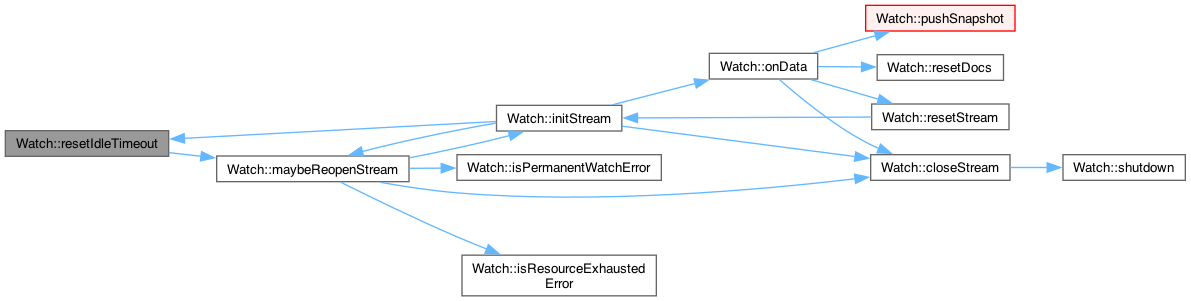 Watch::pushSnapshot
Watch::onData
Watch::resetDocs
Watch::initStream
Watch::resetStream
Watch::resetIdleTimeout
Watch::maybeReopenStream
Watch::isPermanentWatchError
Watch::closeStream
Watch::shutdown
Watch::isResourceExhausted
Error